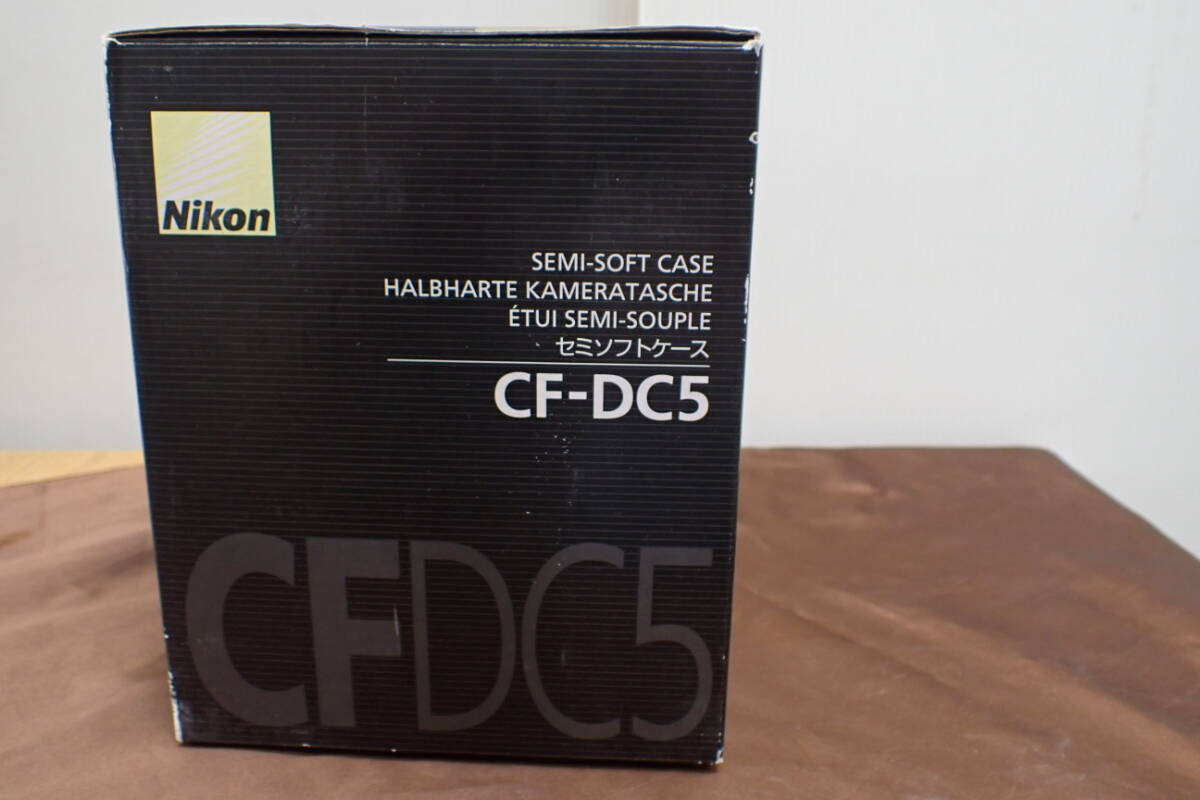 Nikon
SEMI-SOFT CASE
HALBHARTE KAMERATASCHE
ÉTUI SEMI-SOUPLE
セミソフトケース
CF-DC5
CFDC5